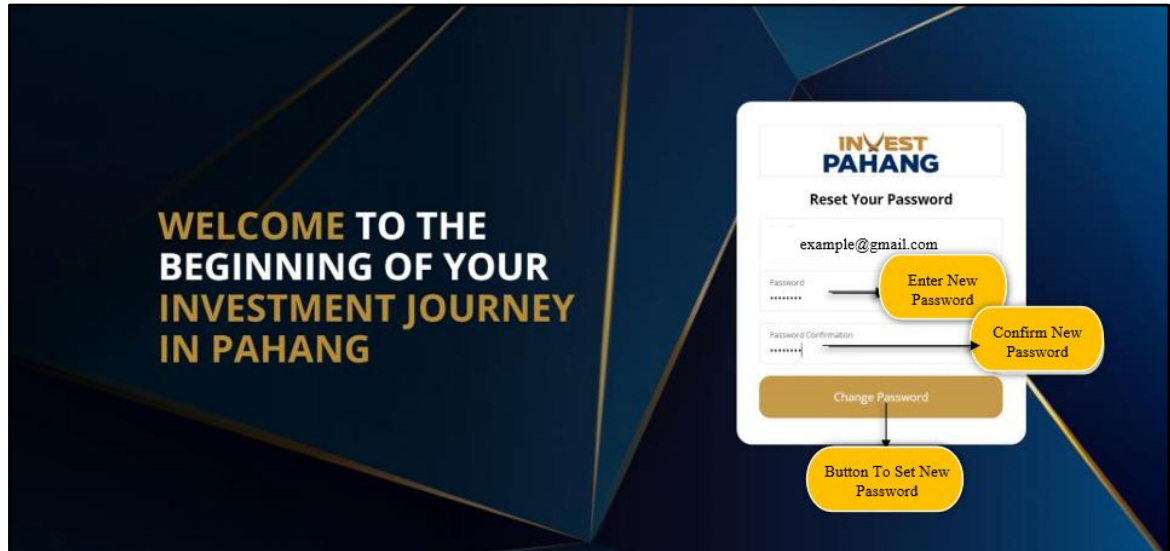 WELCOME TO THE
BEGINNING OF YOUR
INVESTMENT JOURNEY
IN PAHANG
INVEST
PAHANG
Reset Your Password
example@gmail.com
Password
••••••••
Enter New
Password
Password Confirmation
••••••••
Confirm New
Password
Change Password
Button To Set New
Password